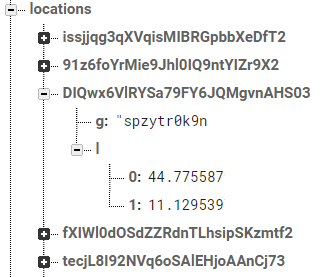 locations
issjjqg3qXVqisMIBRGpbbXeDfT2
91z6foYrMie9Jhl0IQ9ntYIZr9X2
DIQwx6VlRYSa79FY6JQMgvnAHS03
g: "spzytr0k9n
l
0: 44.775587
1: 11.129539
fXIWl0dOSdZZRdnTLhsipSKzmtf2
tecjL8I92NVq6oSAlEHjoAAnCj73